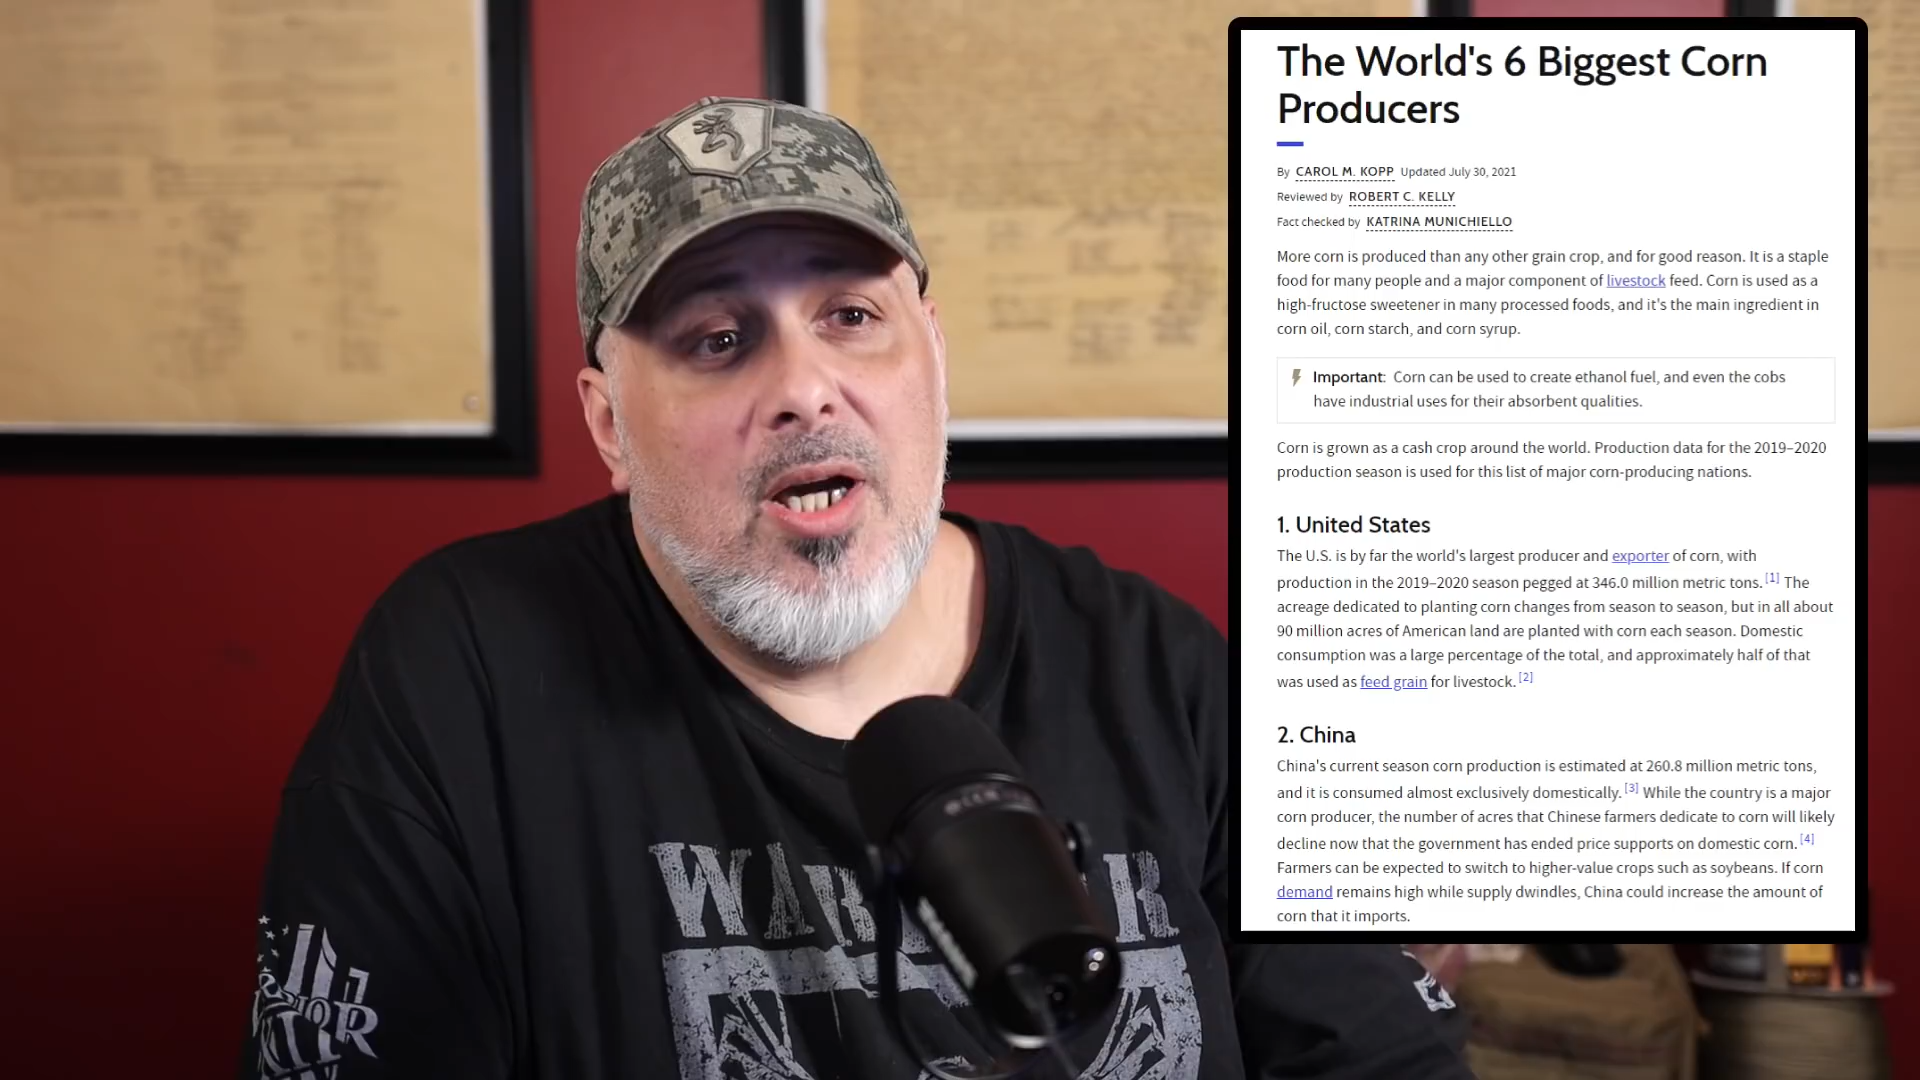 The World's 6 Biggest Corn
Producers
By CAROL M. KOPP Updated July 30, 2021
Reviewed by ROBERT C. KELLY
Fact checked by KATRINA MUNICHIELLO
More corn is produced than any other grain crop, and for good reason. It is a staple
food for many people and a major component of livestock feed. Corn is used as a
high-fructose sweetener in many processed foods, and it's the main ingredient in
corn oil, corn starch, and corn syrup.
Important: Corn can be used to create ethanol fuel, and even the cobs
have industrial uses for their absorbent qualities.
Corn is grown as a cash crop around the world. Production data for the 2019–2020
production season is used for this list of major corn-producing nations.
1. United States
The U.S. is by far the world's largest producer and exporter of corn, with
production in the 2019–2020 season pegged at 346.0 million metric tons. [1] The
acreage dedicated to planting corn changes from season to season, but in all about
90 million acres of American land are planted with corn each season. Domestic
consumption was a large percentage of the total, and approximately half of that
was used as feed grain for livestock. [2]
2. China
China's current season corn production is estimated at 260.8 million metric tons,
and it is consumed almost exclusively domestically. [3] While the country is a major
corn producer, the number of acres that Chinese farmers dedicate to corn will likely
decline now that the government has ended price supports on domestic corn. [4]
Farmers can be expected to switch to higher-value crops such as soybeans. If corn
demand remains high while supply dwindles, China could increase the amount of
corn that it imports.